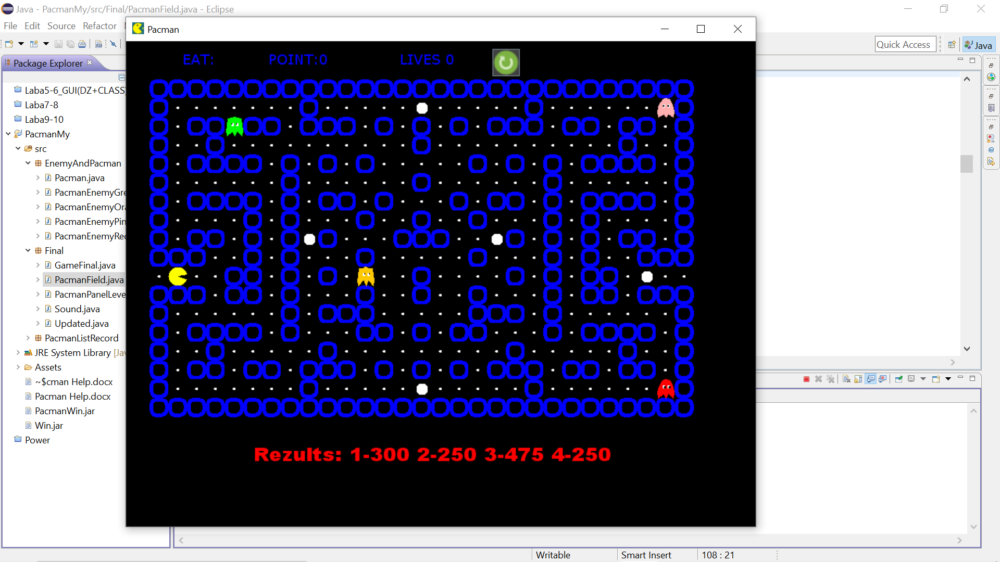 Java - PacmanMy/src/Final/PacmanField.java - Eclipse
File Edit Source Refactor
Pacman
Quick Access
Java
Package Explorer
EAT: POINT:0 LIVES 0
Laba5-6_GUI(DZ+CLASS)
Laba7-8
Laba9-10
PacmanMy
src
EnemyAndPacman
Pacman.java
PacmanEnemyGre
PacmanEnemyOra
PacmanEnemyPin
PacmanEnemyRed
Final
GameFinal.java
PacmanField.java
PacmanPanelLeve
Sound.java
Updated.java
PacmanListRecord
JRE System Library [Jav
Assets
~$cman Help.docx
Pacman Help.docx
PacmanWin.jar
Win.jar
Power
Rezults: 1-300 2-250 3-475 4-250
Writable Smart Insert 108 : 21